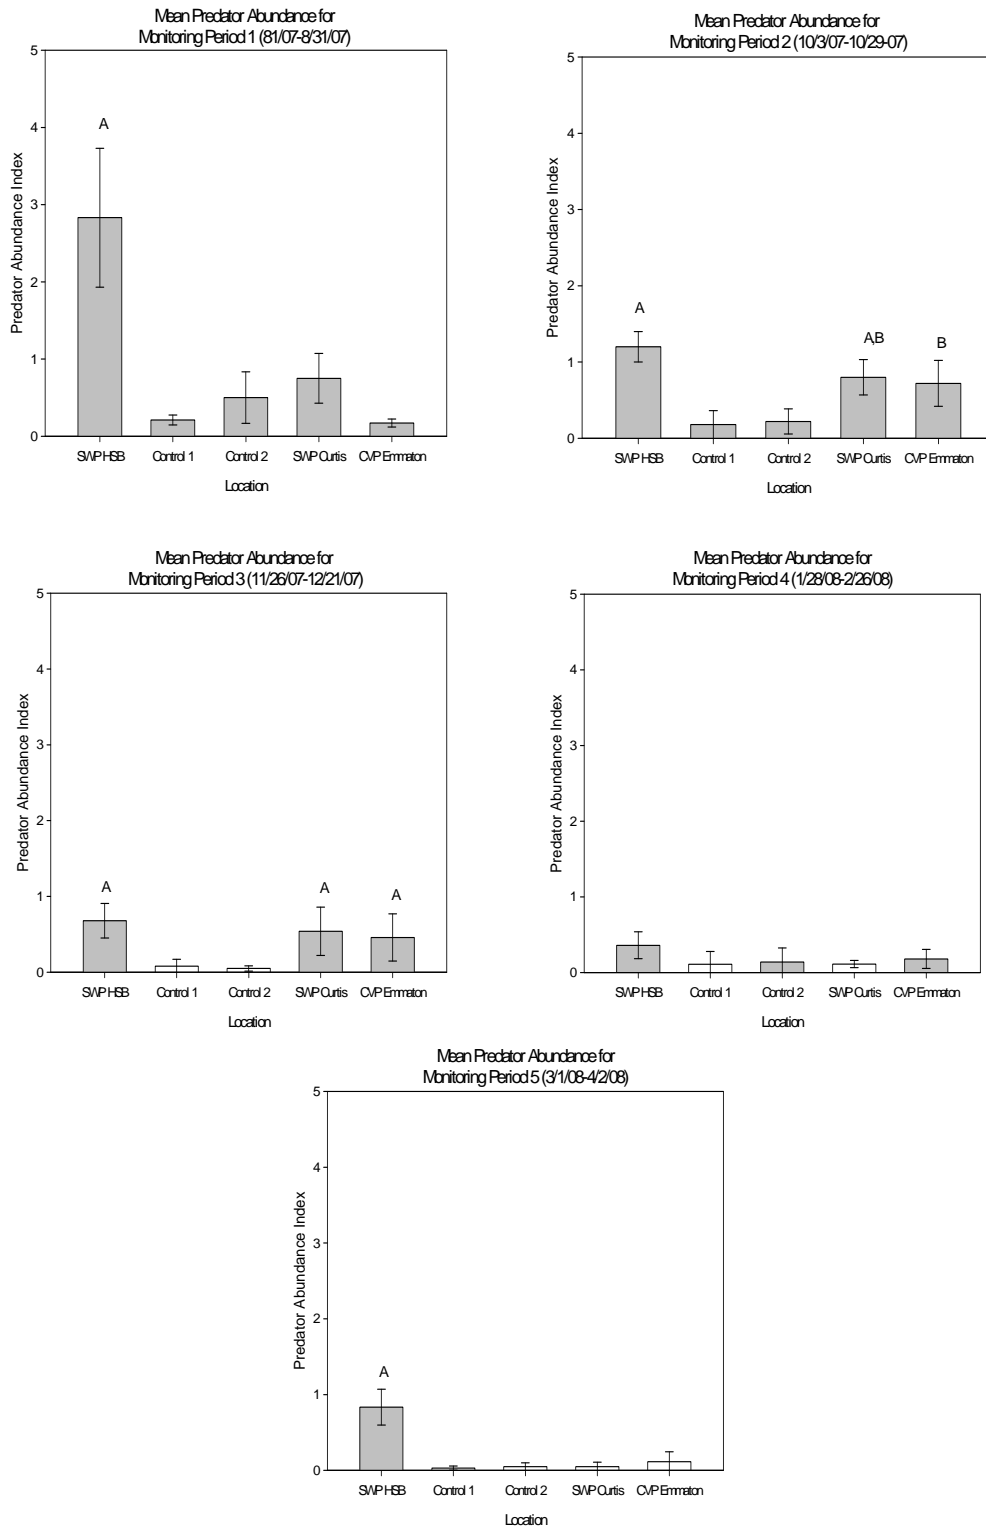 Mean Predator Abundance for
Monitoring Period 1 (81/07-8/31/07)
5
4
3
2
1
0
Predator Abundance Index
A
SWP HSB Control 1 Control 2 SWP Curtis CVP Emmaton
Location
Mean Predator Abundance for
Monitoring Period 2 (10/3/07-10/29-07)
5
4
3
2
1
0
Predator Abundance Index
A A,B B
SWP HSB Control 1 Control 2 SWP Curtis CVP Emmaton
Location
Mean Predator Abundance for
Monitoring Period 3 (11/26/07-12/21/07)
5
4
3
2
1
0
Predator Abundance Index
A A A
SWP HSB Control 1 Control 2 SWP Curtis CVP Emmaton
Location
Mean Predator Abundance for
Monitoring Period 4 (1/28/08-2/26/08)
5
4
3
2
1
0
Predator Abundance Index
SWP HSB Control 1 Control 2 SWP Curtis CVP Emmaton
Location
Mean Predator Abundance for
Monitoring Period 5 (3/1/08-4/2/08)
5
4
3
2
1
0
Predator Abundance Index
A
SWP HSB Control 1 Control 2 SWP Curtis CVP Emmaton
Location